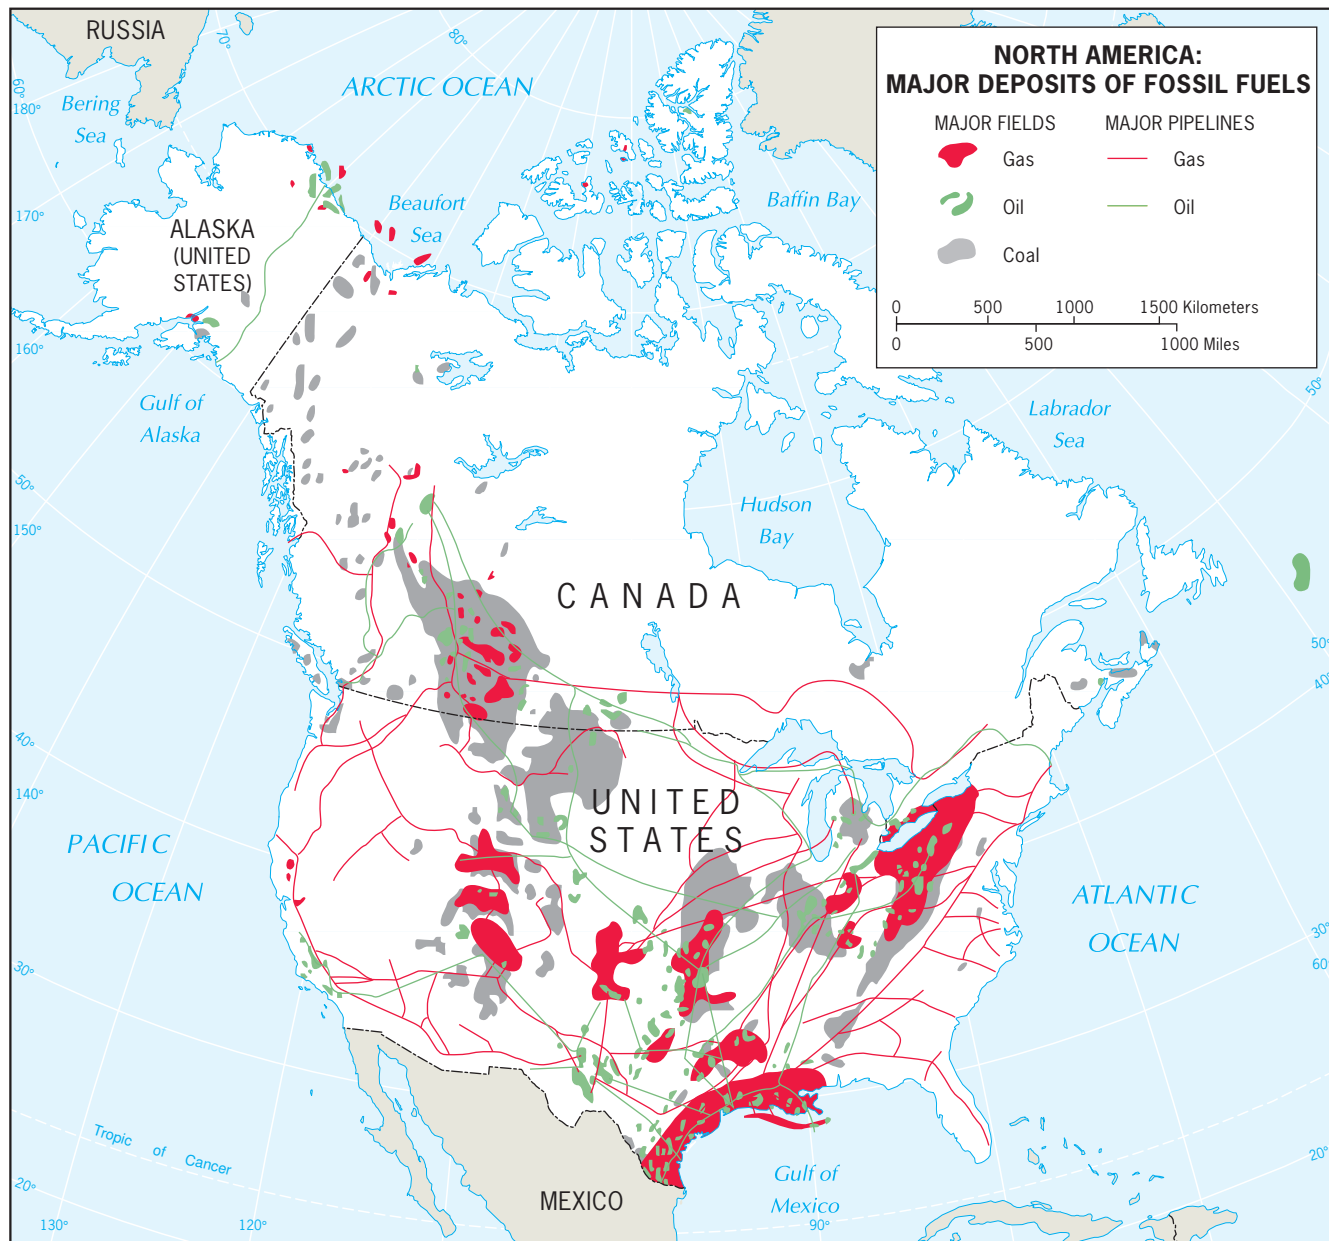 RUSSIA
ARCTIC OCEAN
Bering
Sea
Beaufort
Sea
Baffin Bay
ALASKA
(UNITED
STATES)
Gulf of
Alaska
Labrador
Sea
Hudson
Bay
CANADA
UNITED
STATES
PACIFIC
OCEAN
ATLANTIC
OCEAN
Tropic of Cancer
MEXICO
Gulf of
Mexico
NORTH AMERICA:
MAJOR DEPOSITS OF FOSSIL FUELS
MAJOR FIELDS
MAJOR PIPELINES
Gas
Gas
Oil
Oil
Coal
0 500 1000 1500 Kilometers
0 500 1000 Miles
70°
80°
60°
180°
170°
160°
50°
150°
40°
140°
30°
20°
130°
120°
90°
50°
50°
40°
30°
60°
20°